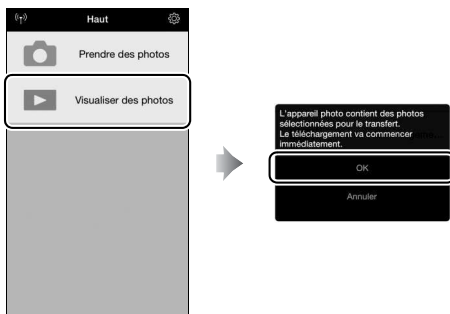 Haut
Prendre des photos
Visualiser des photos
L'appareil photo contient des photos
sélectionnées pour le transfert.
Le téléchargement va commencer
immédiatement.
OK
Annuler